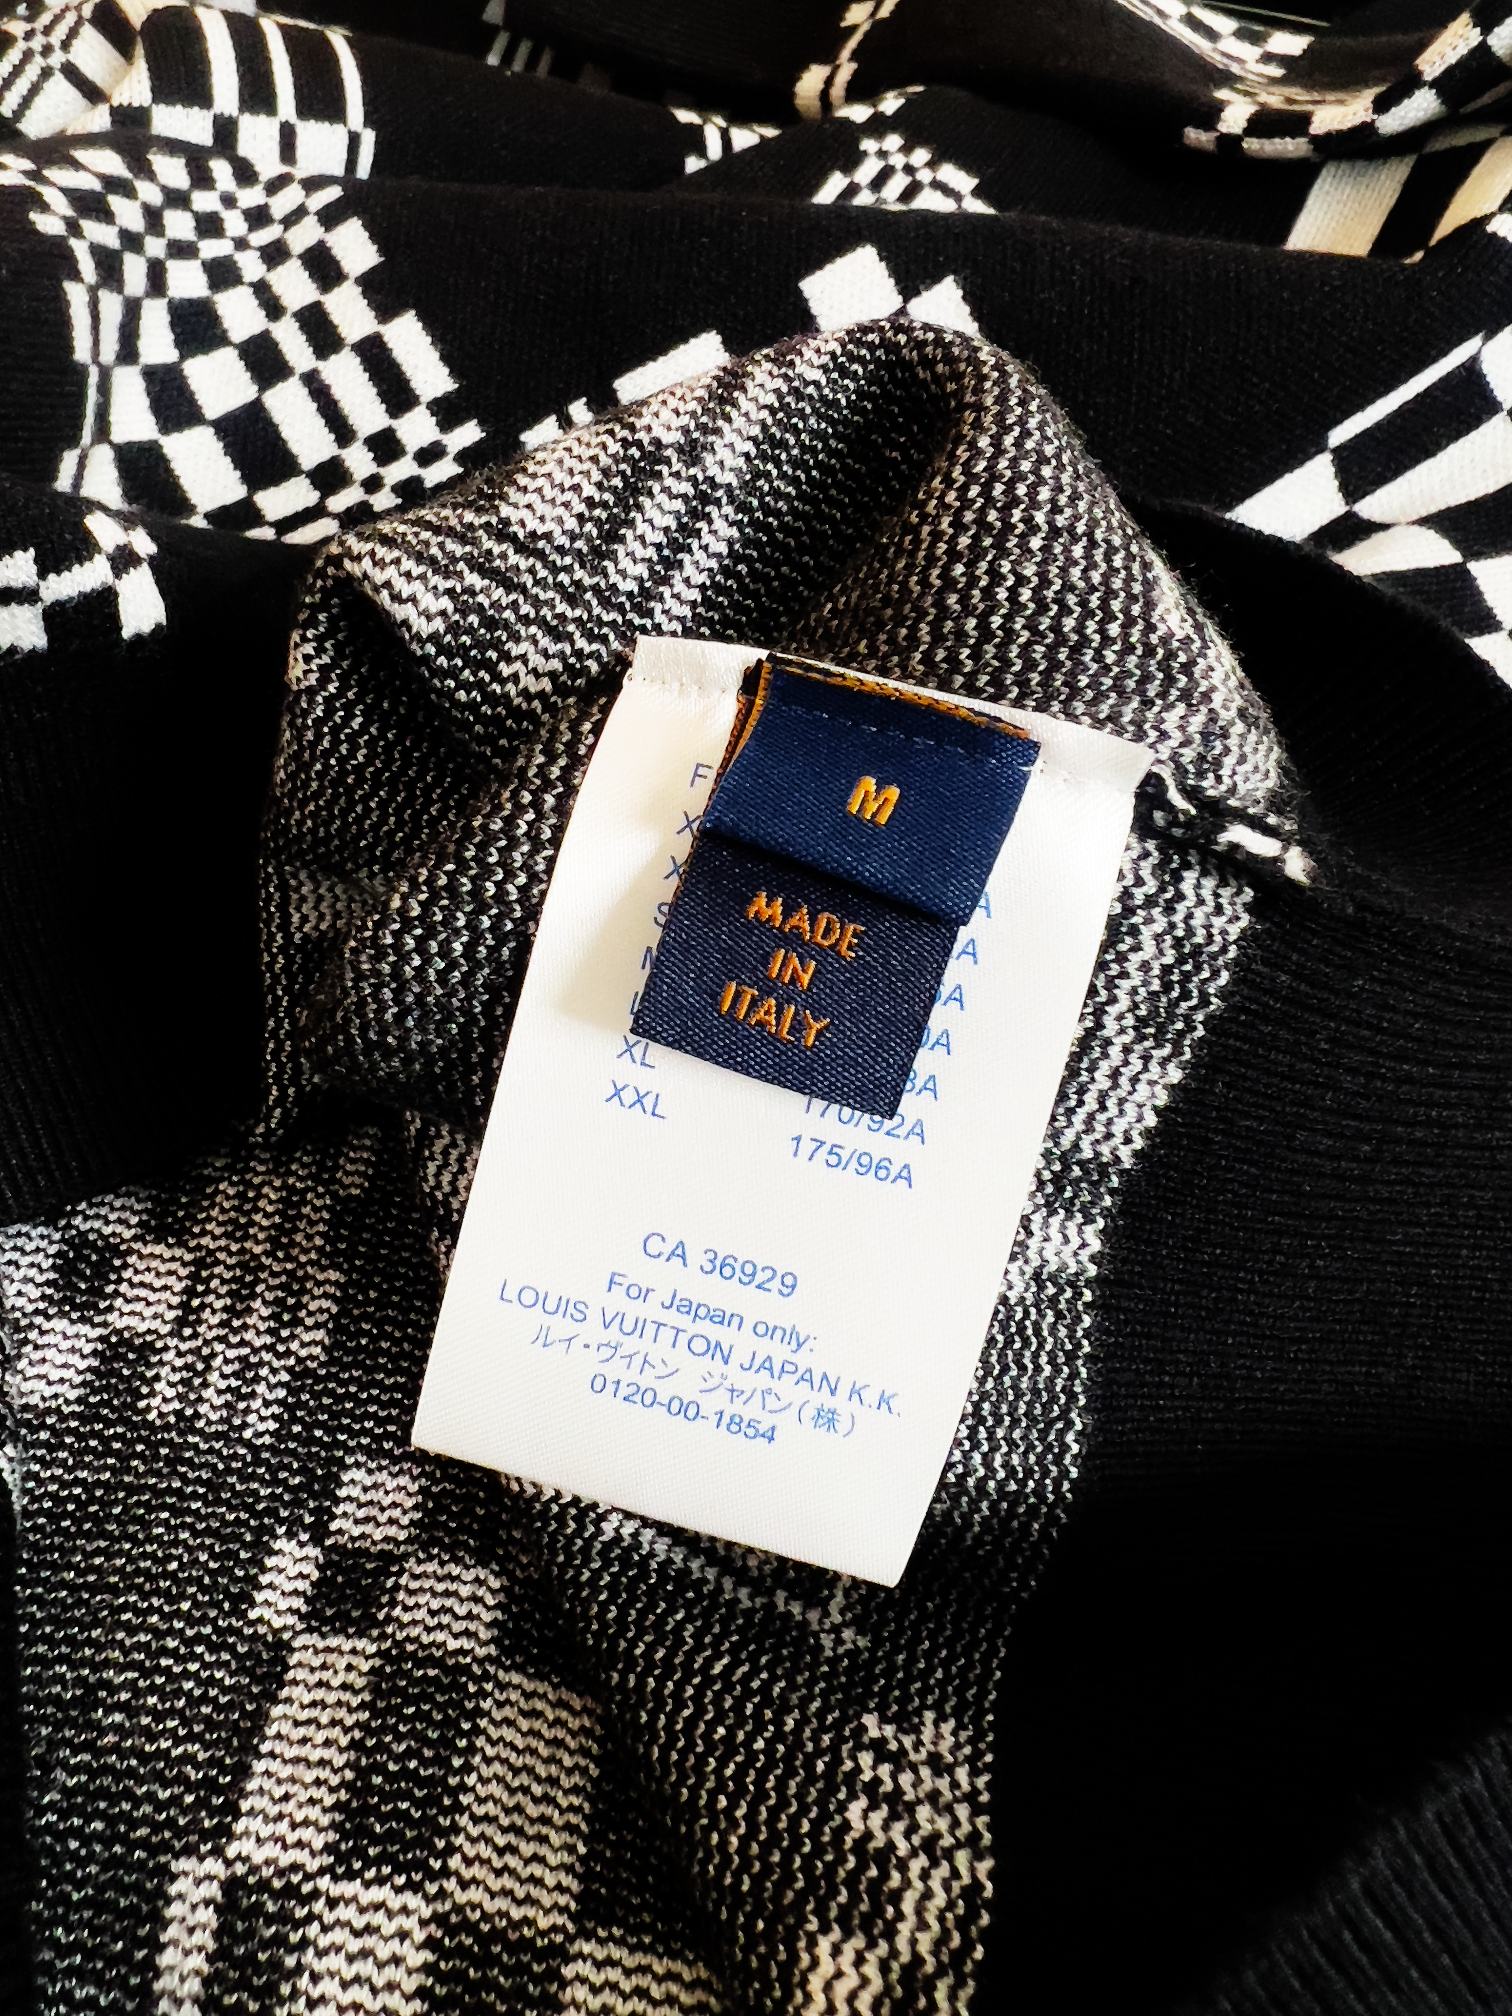 M
MADE
IN
ITALY
XL
XXL
170/92A
175/96A
CA 36929
For Japan only:
LOUIS VUITTON JAPAN K.K.
ルイ・ヴィトン ジャパン(株)
0120-00-1854